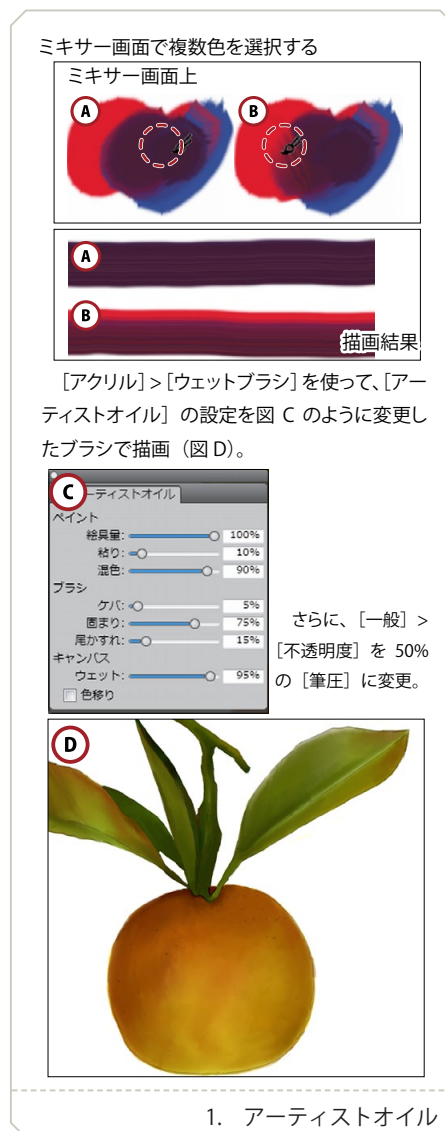 ミキサー画面で複数色を選択する
ミキサー画面上
A
B
A
B
描画結果
［アクリル］>［ウェットブラシ］を使って、［アー
ティストオイル］の設定を図 C のように変更し
たブラシで描画（図 D）。
C
ーティストオイル
ペイント
絵具量: 100%
粘り: 10%
混色: 90%
ブラシ
ケバ: 5%
固まり: 75%
尾かすれ: 15%
キャンバス
ウェット: 95%
色移り
さらに、［一般］>
［不透明度］を 50%
の［筆圧］に変更。
D
1. アーティストオイル